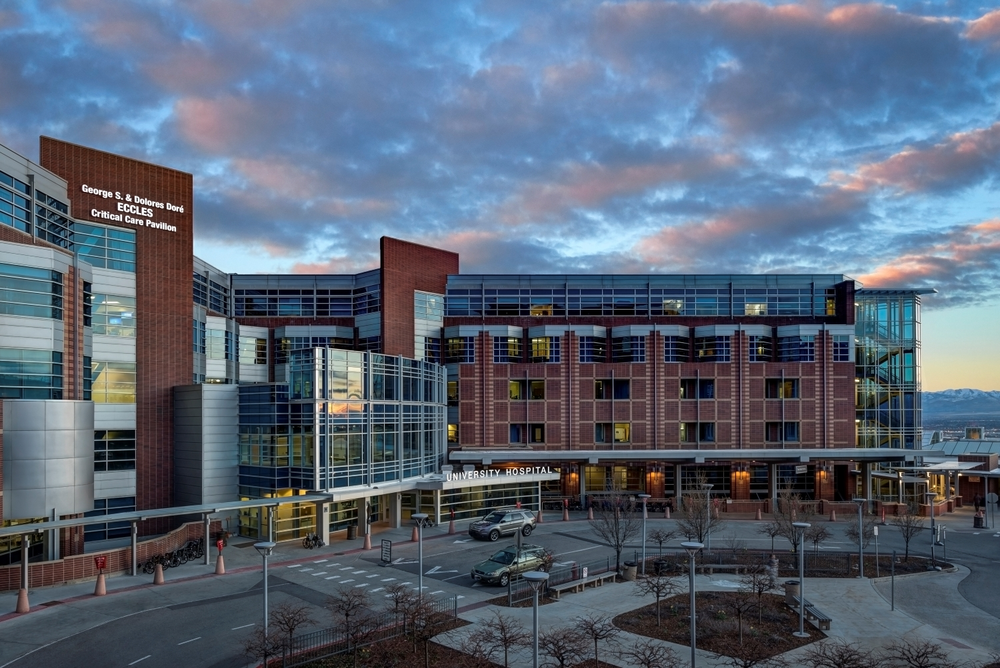 George S. & Dolores Doré
ECCLES
Critical Care Pavilion
UNIVERSITY HOSPITAL